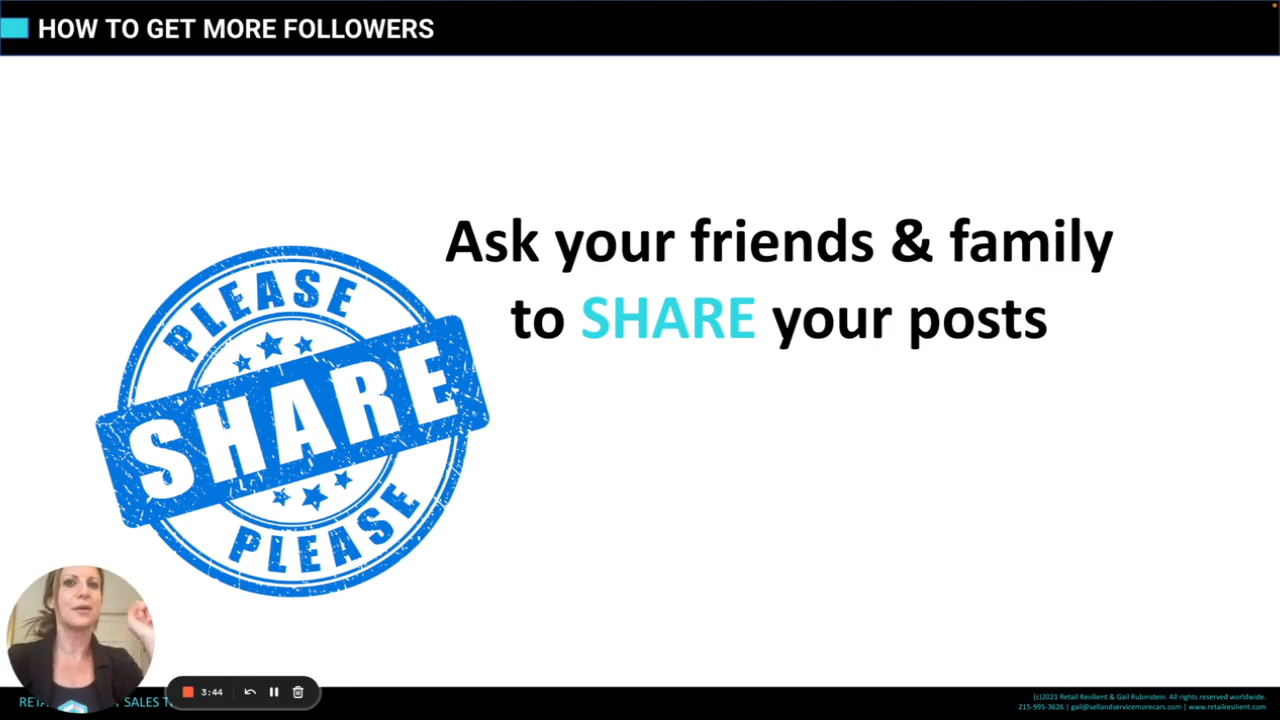 HOW TO GET MORE FOLLOWERS
Ask your friends & family
to SHARE your posts
PLEASE
SHARE
PLEASE
3:44
SALES
(c)2021 Retail Resilient & Gail Rubinstein. All rights reserved worldwide.
215-995-3626 | gail@sellandservicemorecars.com | www.retailresilient.com